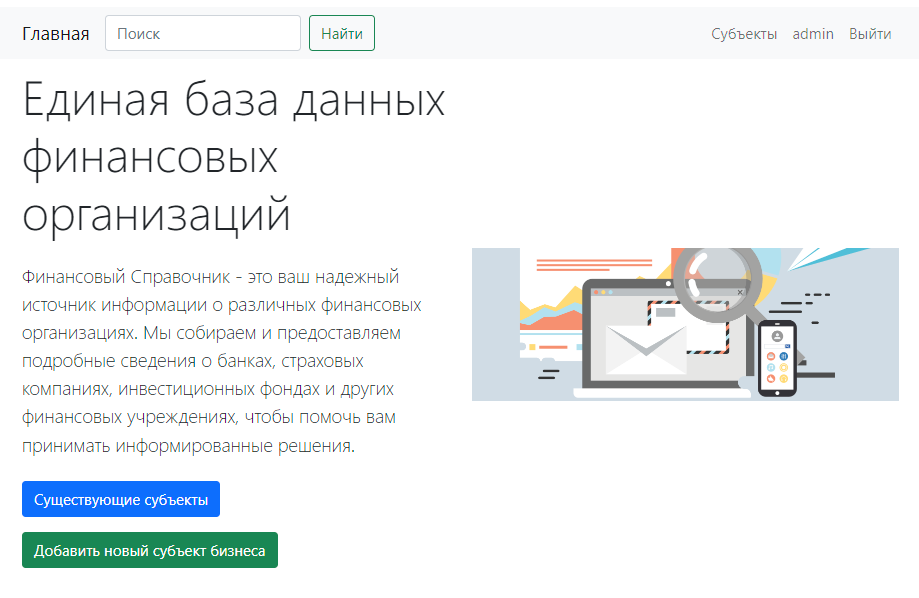 Главная Поиск Найти Субъекты admin Выйти
Единая база данных
финансовых
организаций
Финансовый Справочник - это ваш надежный
источник информации о различных финансовых
организациях. Мы собираем и предоставляем
подробные сведения о банках, страховых
компаниях, инвестиционных фондах и других
финансовых учреждениях, чтобы помочь вам
принимать информированные решения.
Существующие субъекты
Добавить новый субъект бизнеса